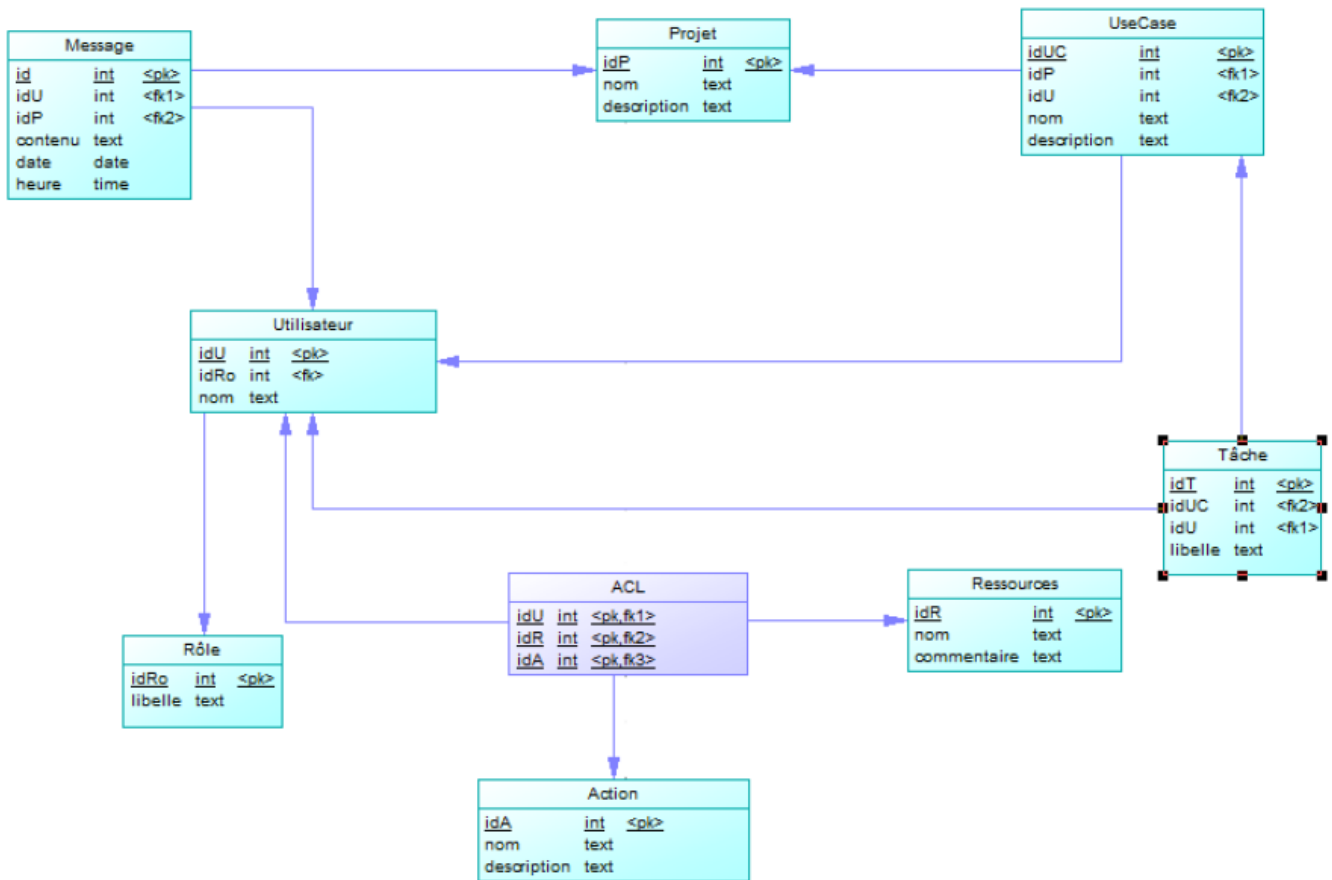 Message
id int <pk>
idU int <fk1>
idP int <fk2>
contenu text
date date
heure time
Projet
idP int <pk>
nom text
description text
UseCase
idUC int <pk>
idP int <fk1>
idU int <fk2>
nom text
description text
Utilisateur
idU int <pk>
idRo int <fk>
nom text
Tâche
idT int <pk>
idUC int <fk2>
idU int <fk1>
libelle text
ACL
idU int <pk,fk1>
idR int <pk,fk2>
idA int <pk,fk3>
Ressources
idR int <pk>
nom text
commentaire text
Rôle
idRo int <pk>
libelle text
Action
idA int <pk>
nom text
description text